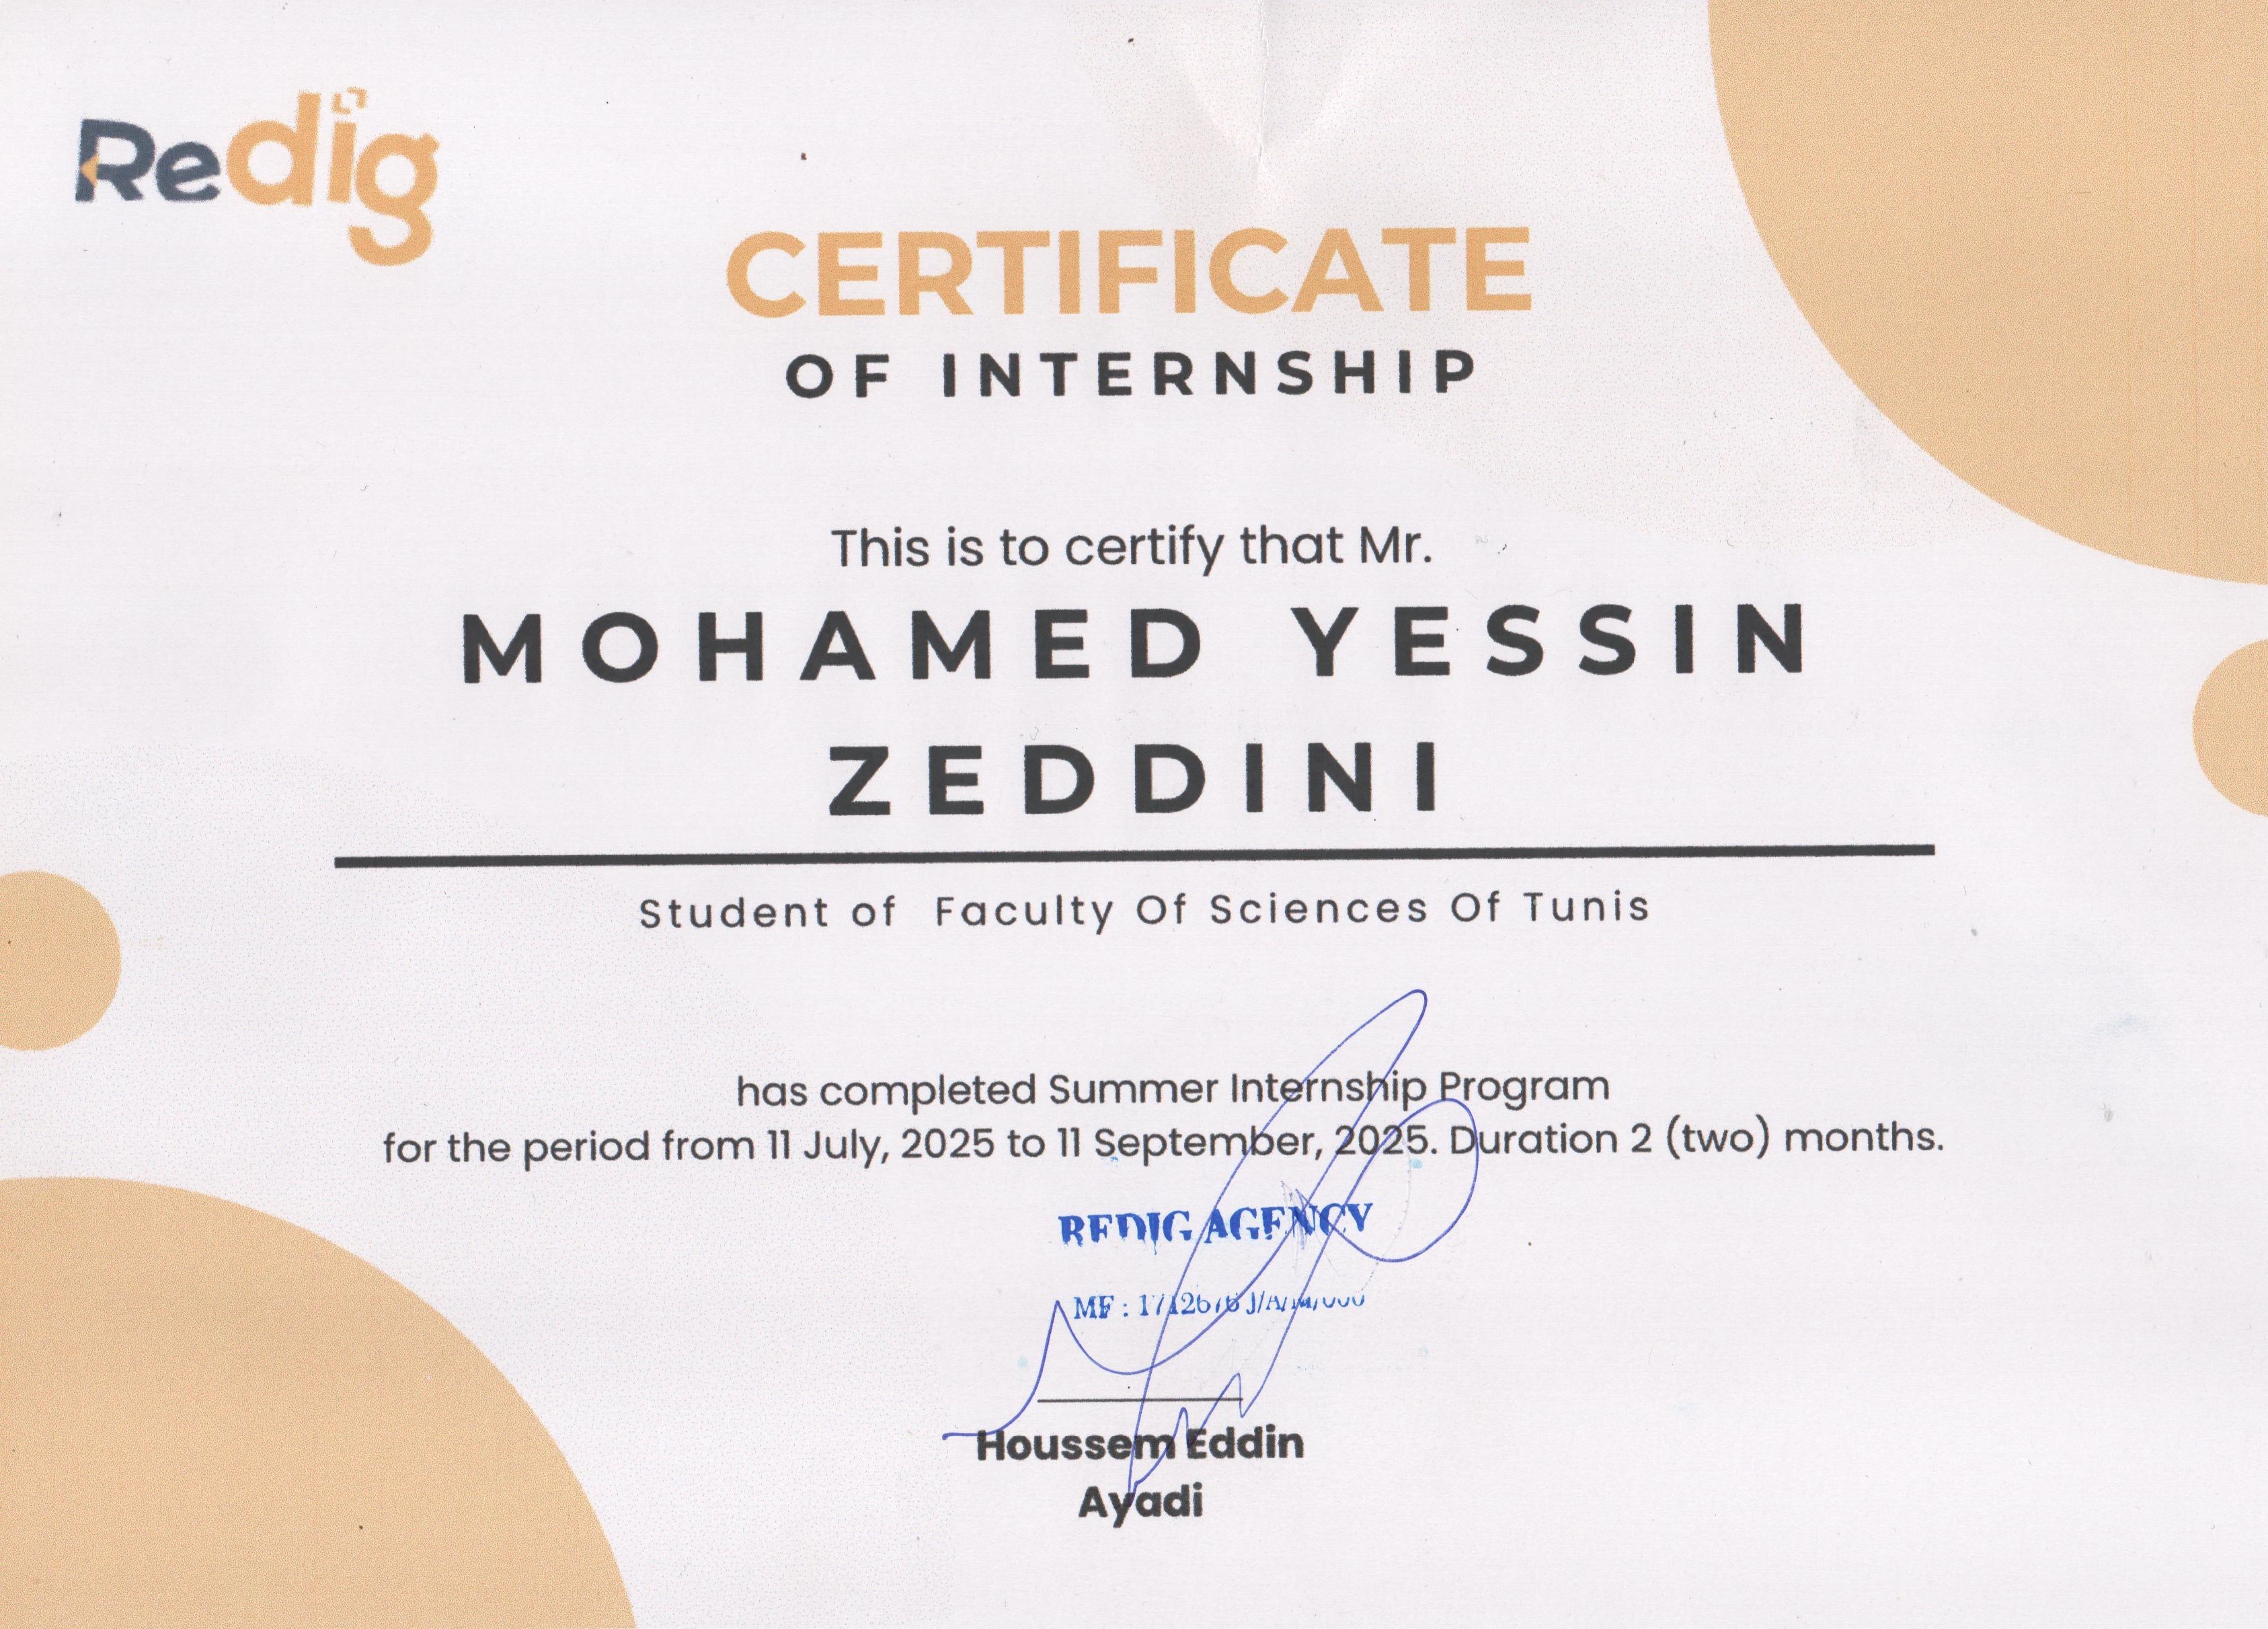 Redig
CERTIFICATE
OF INTERNSHIP
This is to certify that Mr.
MOHAMED YESSIN
ZEDDINI
Student of Faculty Of Sciences Of Tunis
has completed Summer Internship Program
for the period from 11 July, 2025 to 11 September, 2025. Duration 2 (two) months.
REDIG AGENCY
MF :
Houssem Eddin
Ayadi